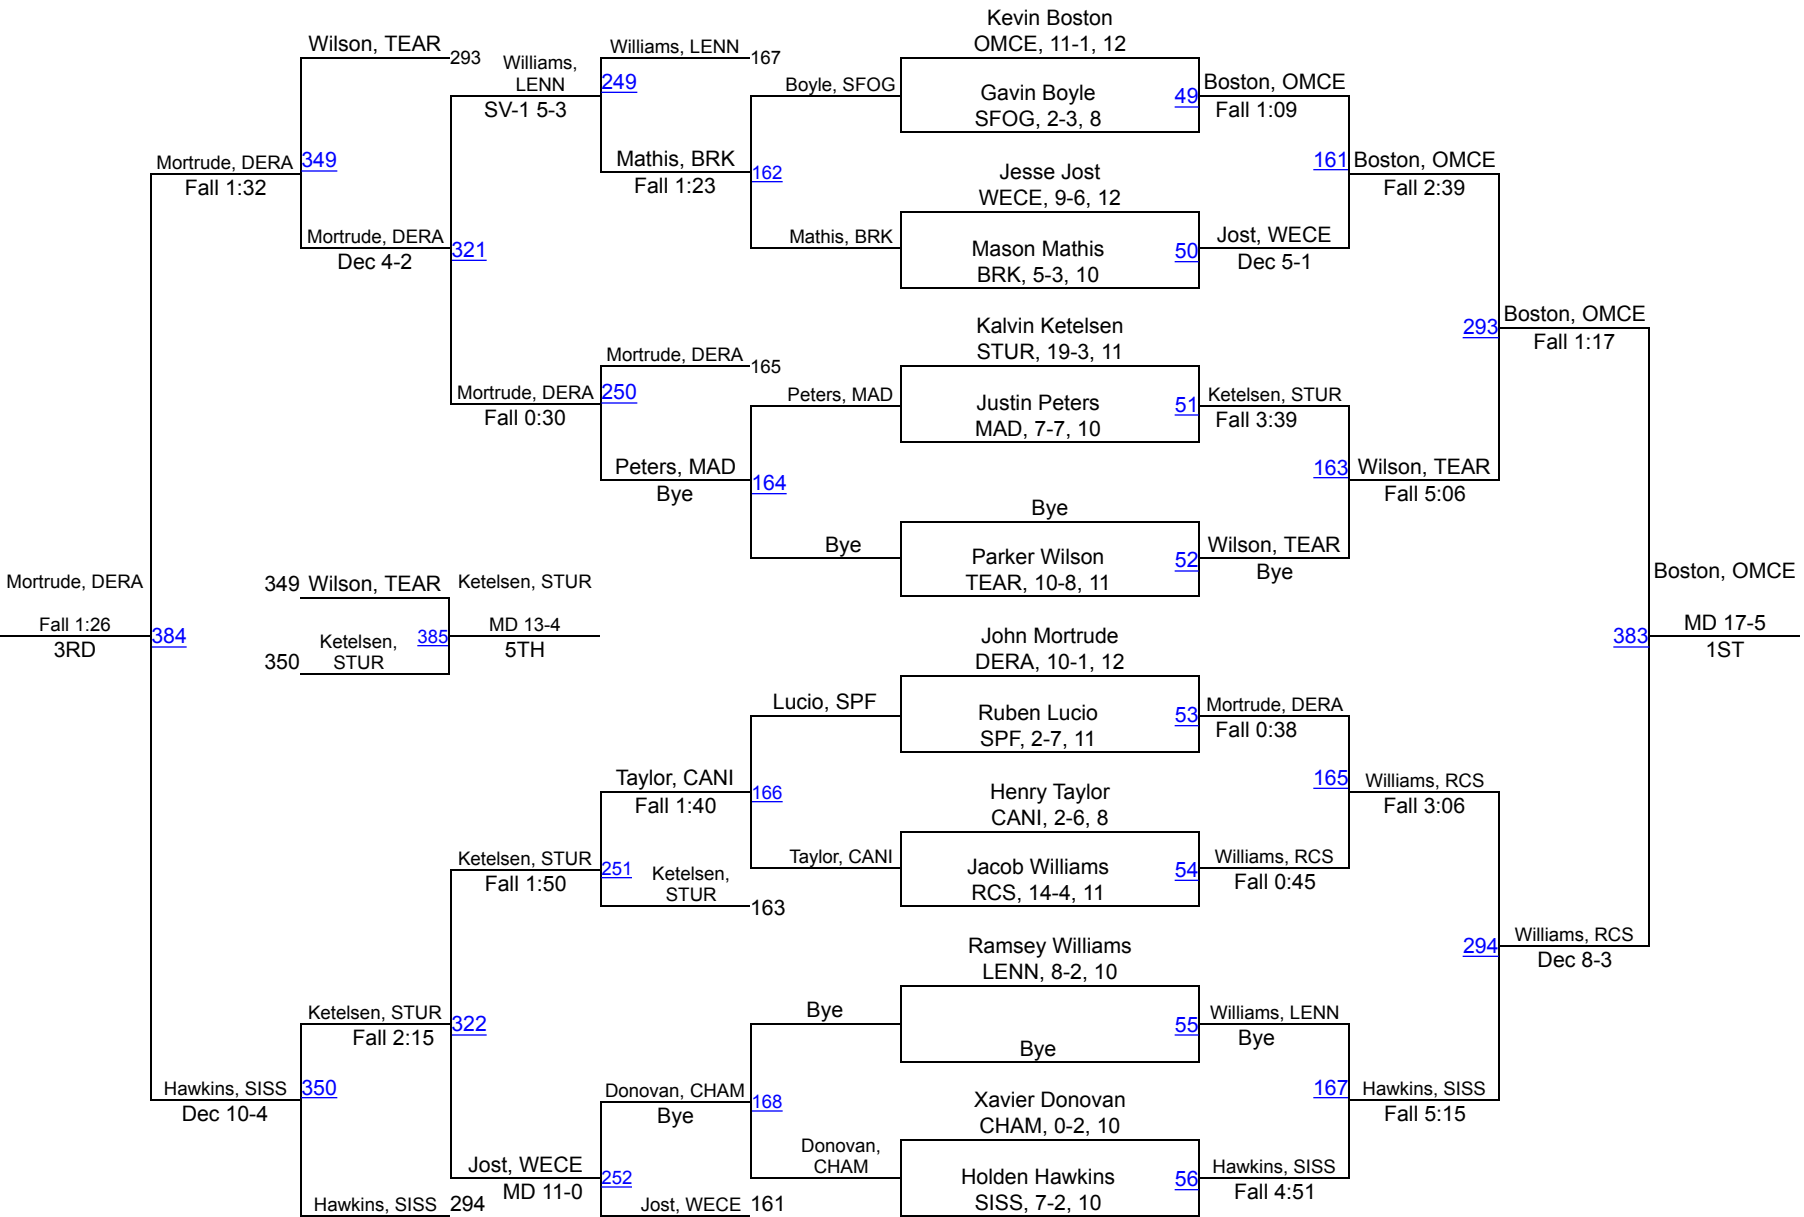 Kevin Boston
OMCE, 11-1, 12
Wilson, TEAR
293
Williams, LENN
167
Williams,
LENN
249
Boyle, SFOG
Gavin Boyle
SFOG, 2-3, 8
49
Boston, OMCE
Fall 1:09
SV-1 5-3
Mortrude, DERA
349
Fall 1:32
Mathis, BRK
162
Fall 1:23
Jesse Jost
WECE, 9-6, 12
161
Boston, OMCE
Fall 2:39
Mortrude, DERA
321
Dec 4-2
Mathis, BRK
Mason Mathis
BRK, 5-3, 10
50
Jost, WECE
Dec 5-1
Kalvin Ketelsen
STUR, 19-3, 11
293
Boston, OMCE
Fall 1:17
Mortrude, DERA
165
Mortrude, DERA
250
Fall 0:30
Peters, MAD
Justin Peters
MAD, 7-7, 10
51
Ketelsen, STUR
Fall 3:39
Peters, MAD
164
Bye
163
Wilson, TEAR
Fall 5:06
Bye
Bye
Parker Wilson
TEAR, 10-8, 11
52
Wilson, TEAR
Bye
Mortrude, DERA
Fall 1:26
384
3RD
349
Wilson, TEAR
Ketelsen, STUR
385
MD 13-4
5TH
350
Ketelsen,
STUR
Boston, OMCE
383
MD 17-5
1ST
John Mortrude
DERA, 10-1, 12
Lucio, SPF
Ruben Lucio
SPF, 2-7, 11
53
Mortrude, DERA
Fall 0:38
Taylor, CANI
166
Fall 1:40
Henry Taylor
CANI, 2-6, 8
165
Williams, RCS
Fall 3:06
Ketelsen, STUR
251
Fall 1:50
Ketelsen,
STUR
163
Taylor, CANI
Jacob Williams
RCS, 14-4, 11
54
Williams, RCS
Fall 0:45
Ramsey Williams
LENN, 8-2, 10
294
Williams, RCS
Dec 8-3
Ketelsen, STUR
322
Fall 2:15
Bye
Bye
55
Williams, LENN
Bye
Hawkins, SISS
350
Dec 10-4
Donovan, CHAM
168
Bye
Xavier Donovan
CHAM, 0-2, 10
167
Hawkins, SISS
Fall 5:15
Jost, WECE
252
MD 11-0
Donovan,
CHAM
Holden Hawkins
SISS, 7-2, 10
56
Hawkins, SISS
Fall 4:51
Hawkins, SISS
294
Jost, WECE
161